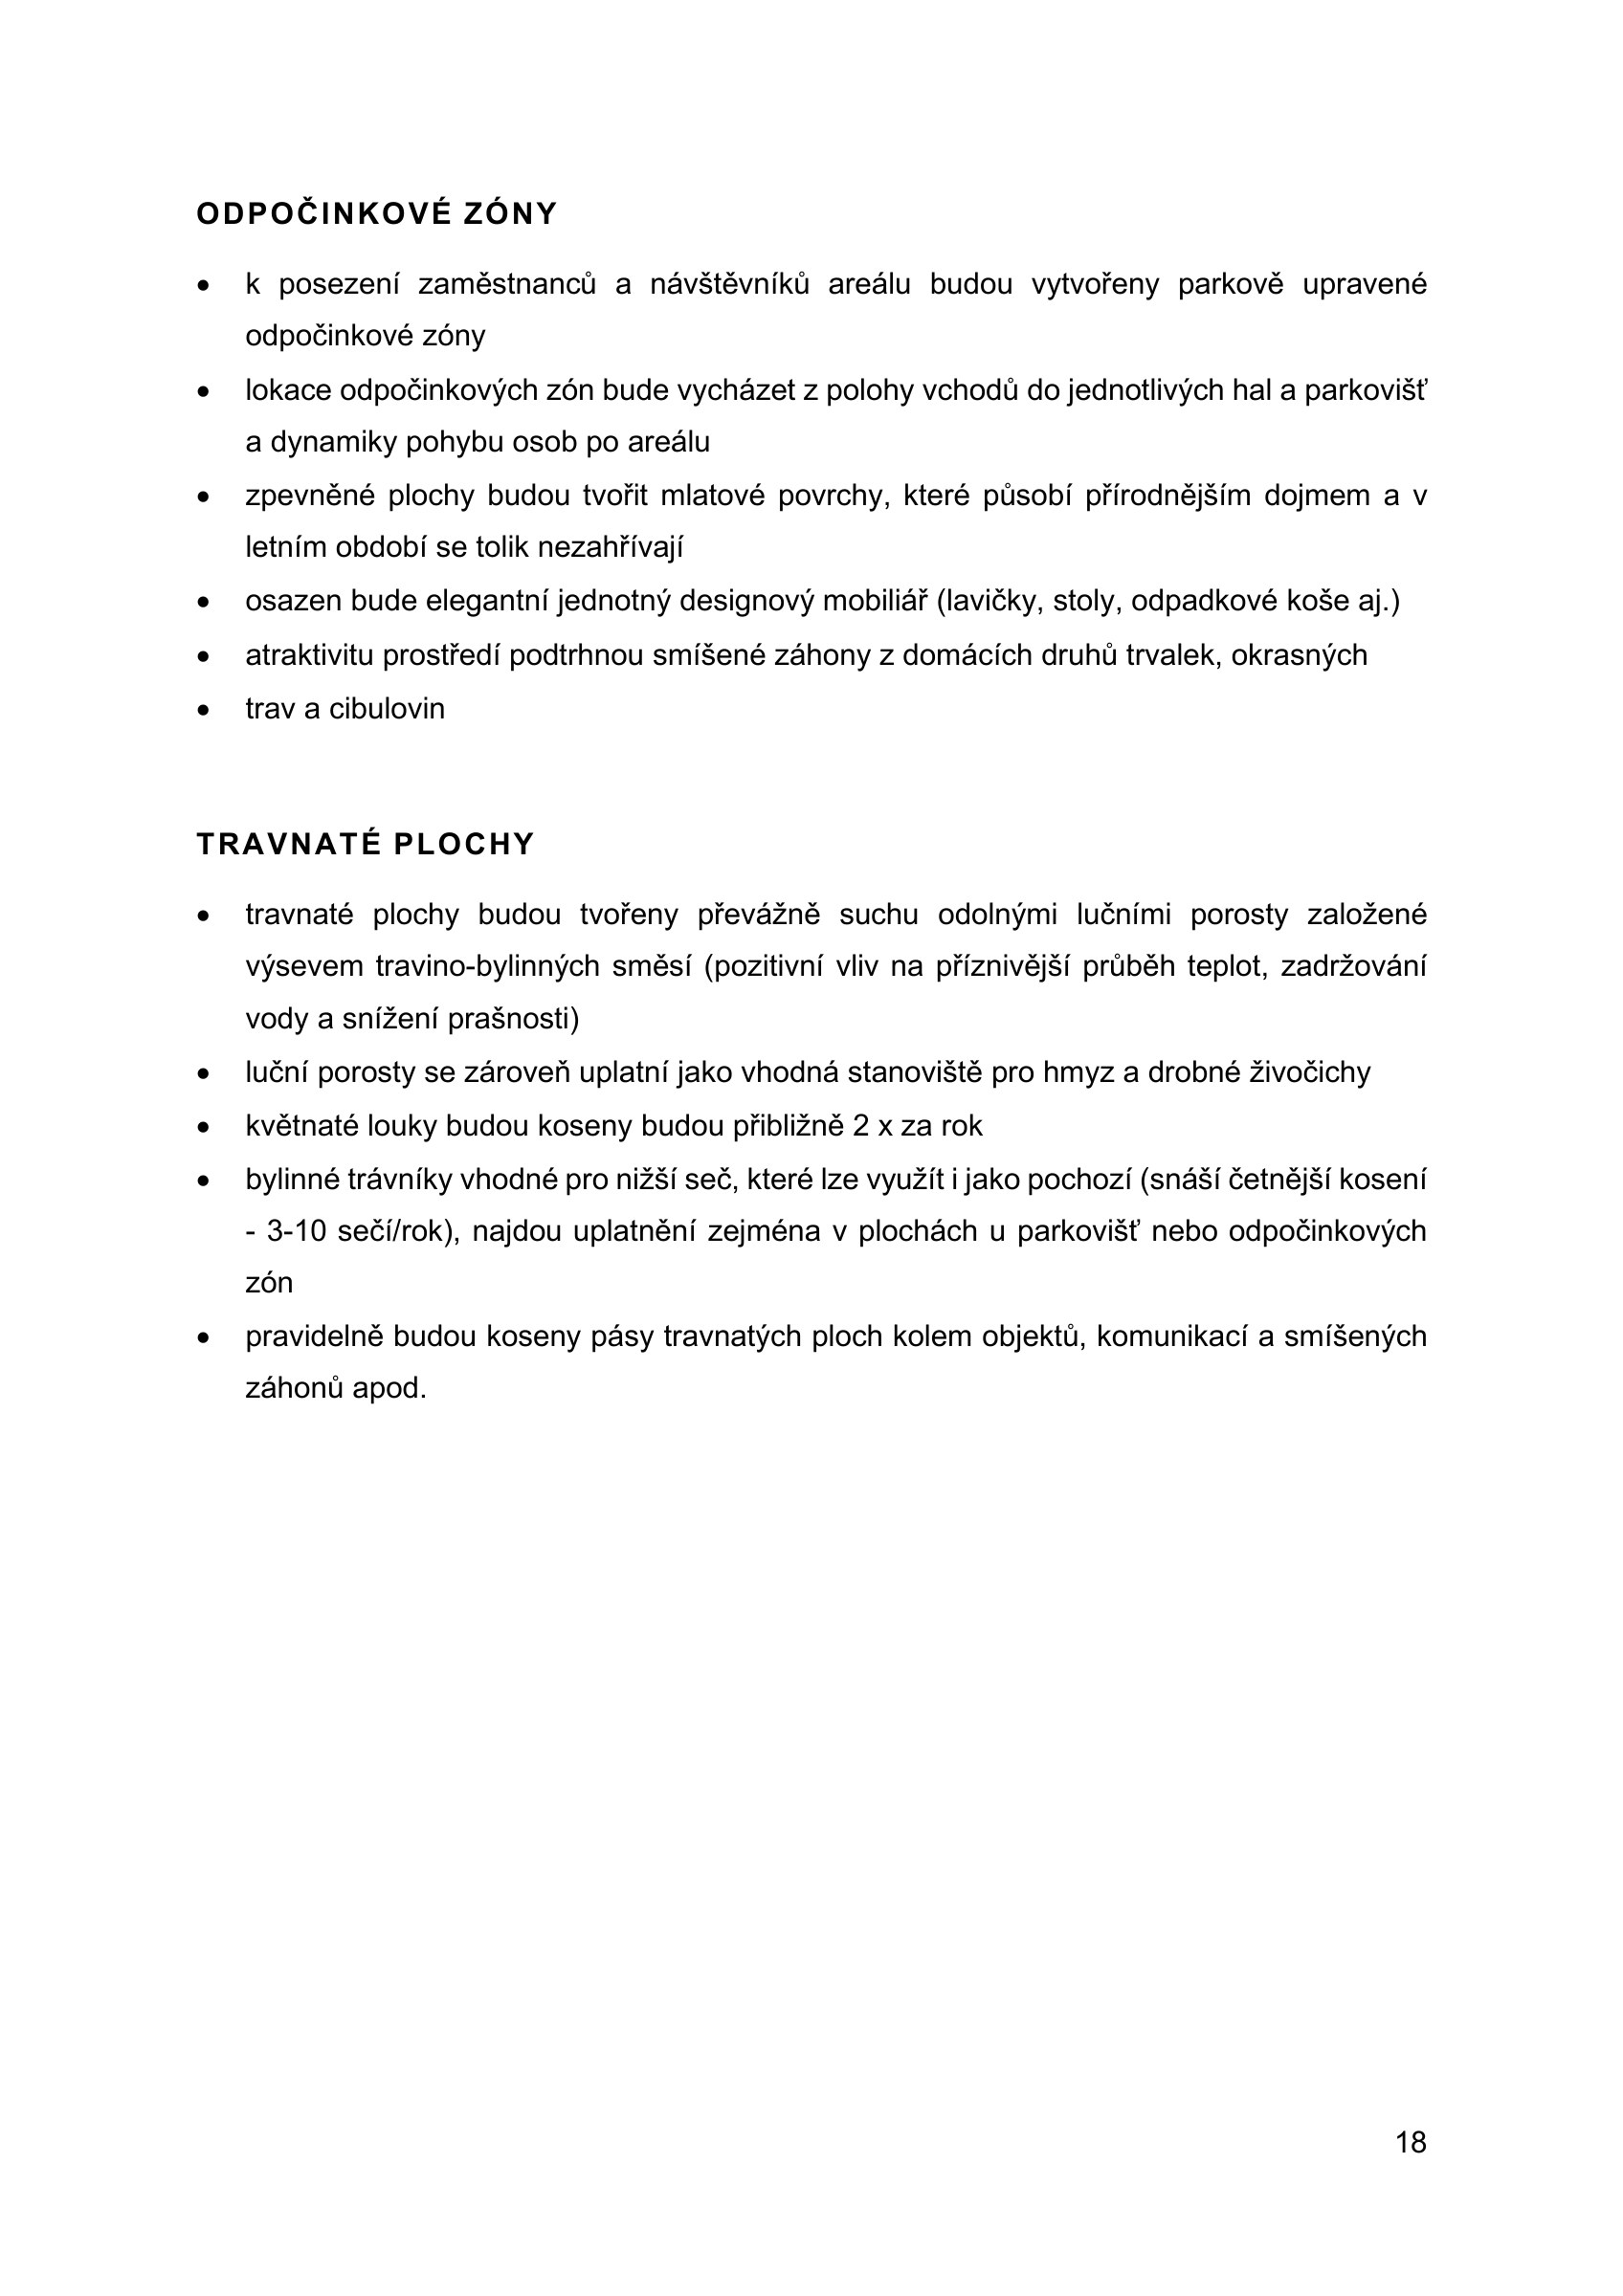 ODPOČINKOVÉ ZÓNY
• k posezení zaměstnanců a návštěvníků areálu budou vytvořeny parkově upravené
odpočinkové zóny
• lokace odpočinkových zón bude vycházet z polohy vchodů do jednotlivých hal a parkovišť
a dynamiky pohybu osob po areálu
• zpevněné plochy budou tvořit mlatové povrchy, které působí přírodnějším dojmem a v
letním období se tolik nezahřívají
• osazen bude elegantní jednotný designový mobiliář (lavičky, stoly, odpadkové koše aj.)
• atraktivitu prostředí podtrhnou smíšené záhony z domácích druhů trvalek, okrasných
• trav a cibulovin
TRAVNATÉ PLOCHY
• travnaté plochy budou tvořeny převážně suchu odolnými lučními porosty založené
výsevem travino-bylinných směsí (pozitivní vliv na příznivější průběh teplot, zadržování
vody a snížení prašnosti)
• luční porosty se zároveň uplatní jako vhodná stanoviště pro hmyz a drobné živočichy
• květnaté louky budou koseny budou přibližně 2 x za rok
• bylinné trávníky vhodné pro nižší seč, které lze využít i jako pochozí (snáší četnější kosení
- 3-10 sečí/rok), najdou uplatnění zejména v plochách u parkovišť nebo odpočinkových
zón
• pravidelně budou koseny pásy travnatých ploch kolem objektů, komunikací a smíšených
záhonů apod.
18